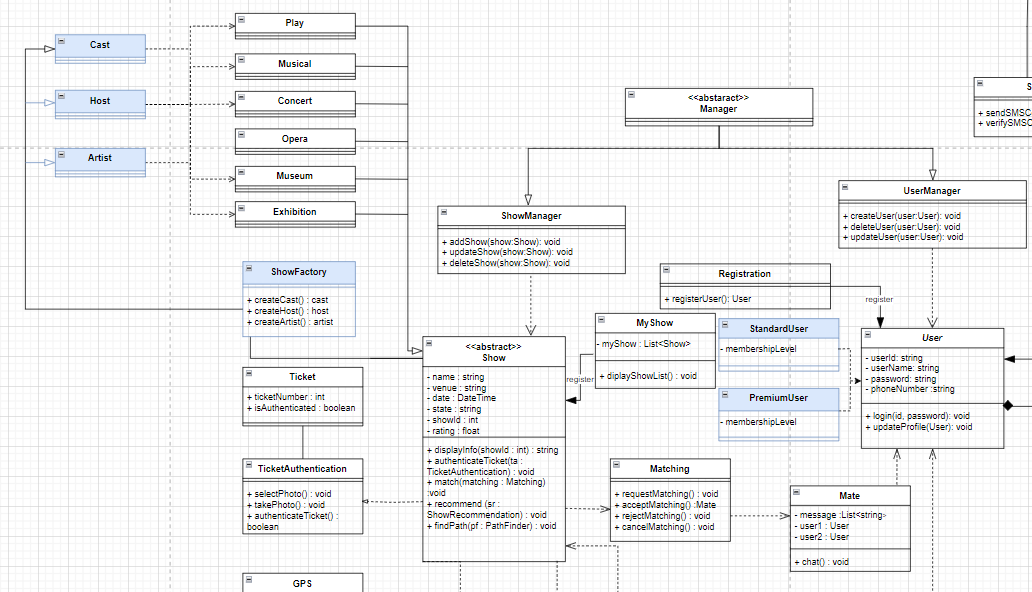 Cast
Host
Artist
Play
Musical
Concert
Opera
Museum
Exhibition
ShowFactory
+ createCast() : cast
+ createHost() : host
+ createArtist() : artist
Ticket
+ ticketNumber : int
+ isAuthenticated : boolean
TicketAuthentication
+ selectPhoto() : void
+ takePhoto() : void
+ authenticateTicket() :
boolean
GPS
<<abstaract>>
Manager
ShowManager
+ addShow(show:Show): void
+ updateShow(show:Show): void
+ deleteShow(show:Show): void
UserManager
+ createUser(user:User): void
+ deleteUser(user:User): void
+ updateUser(user:User): void
S
+ sendSMSC
+ verifySMSC
Registration
+ registerUser(): User
register
<<abstract>>
Show
- name : string
- venue : string
- date : DateTime
- state : string
- showId : int
- rating : float
+ displayInfo(showId : int) : string
+ authenticateTicket(ta :
TicketAuthentication) : void
+ match(matching : Matching)
:void
+ recommend (sr :
ShowRecommendation) : void
+ findPath(pf : PathFinder) : void
register
MyShow
- myShow : List<Show>
+ diplayShowList() : void
StandardUser
- membershipLevel
PremiumUser
- membershipLevel
User
- userId: string
- userName: string
- password: string
- phoneNumber :string
+ login(id, password): void
+ updateProfile(User): void
Matching
+ requestMatching() : void
+ acceptMatching() :Mate
+ rejectMatching() : void
+ cancelMatching() : void
Mate
- message :List<string>
- user1 : User
- user2 : User
+ chat() : void